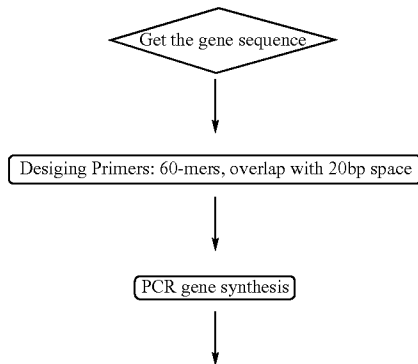 Get the gene sequence
Desiging Primers: 60-mers, overlap with 20bp space
PCR gene synthesis